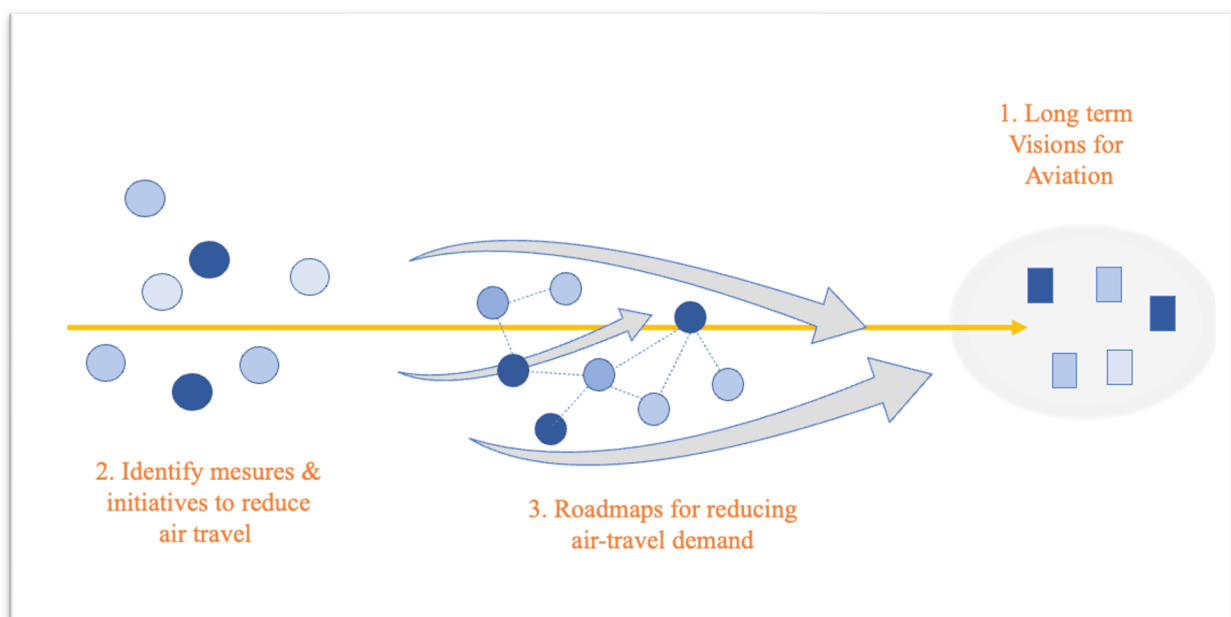 1. Long term
Visions for
Aviation
2. Identify mesures &
initiatives to reduce
air travel
3. Roadmaps for reducing
air-travel demand